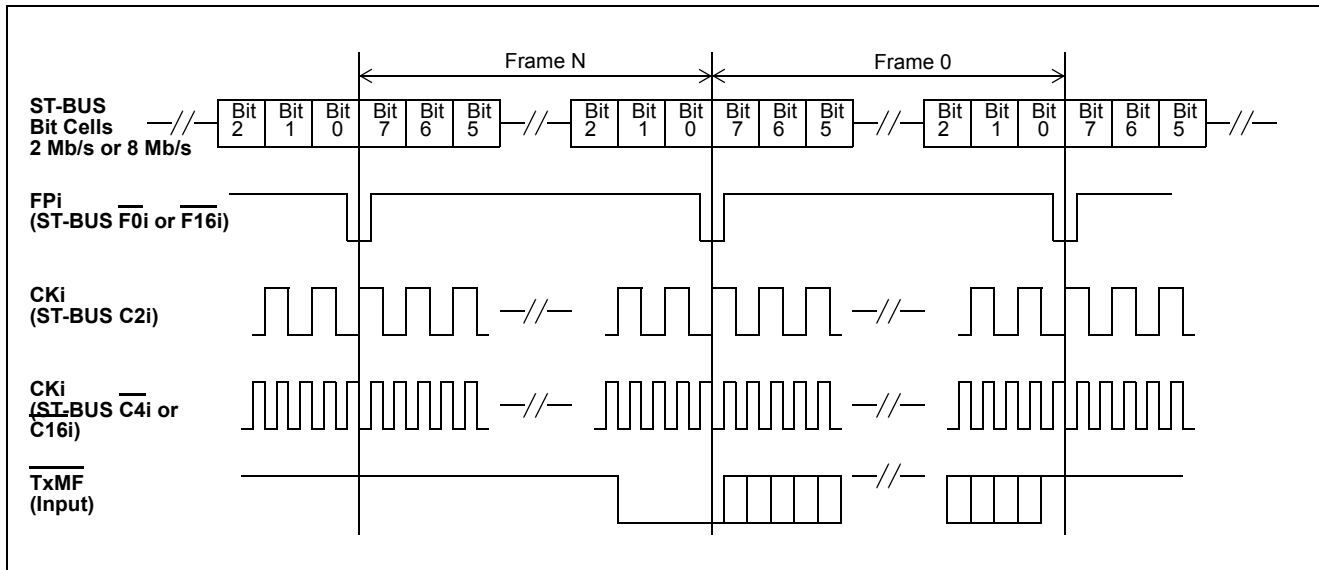 Frame N Frame 0
ST-BUS
Bit Cells
2 Mb/s or 8 Mb/s
Bit 2 Bit 1 Bit 0 Bit 7 Bit 6 Bit 5 Bit 2 Bit 1 Bit 0 Bit 7 Bit 6 Bit 5 Bit 2 Bit 1 Bit 0 Bit 7 Bit 6 Bit 5
FPi
(ST-BUS F0i or F16i)
CKi
(ST-BUS C2i)
CKi
(ST-BUS C4i or
C16i)
TxMF
(Input)